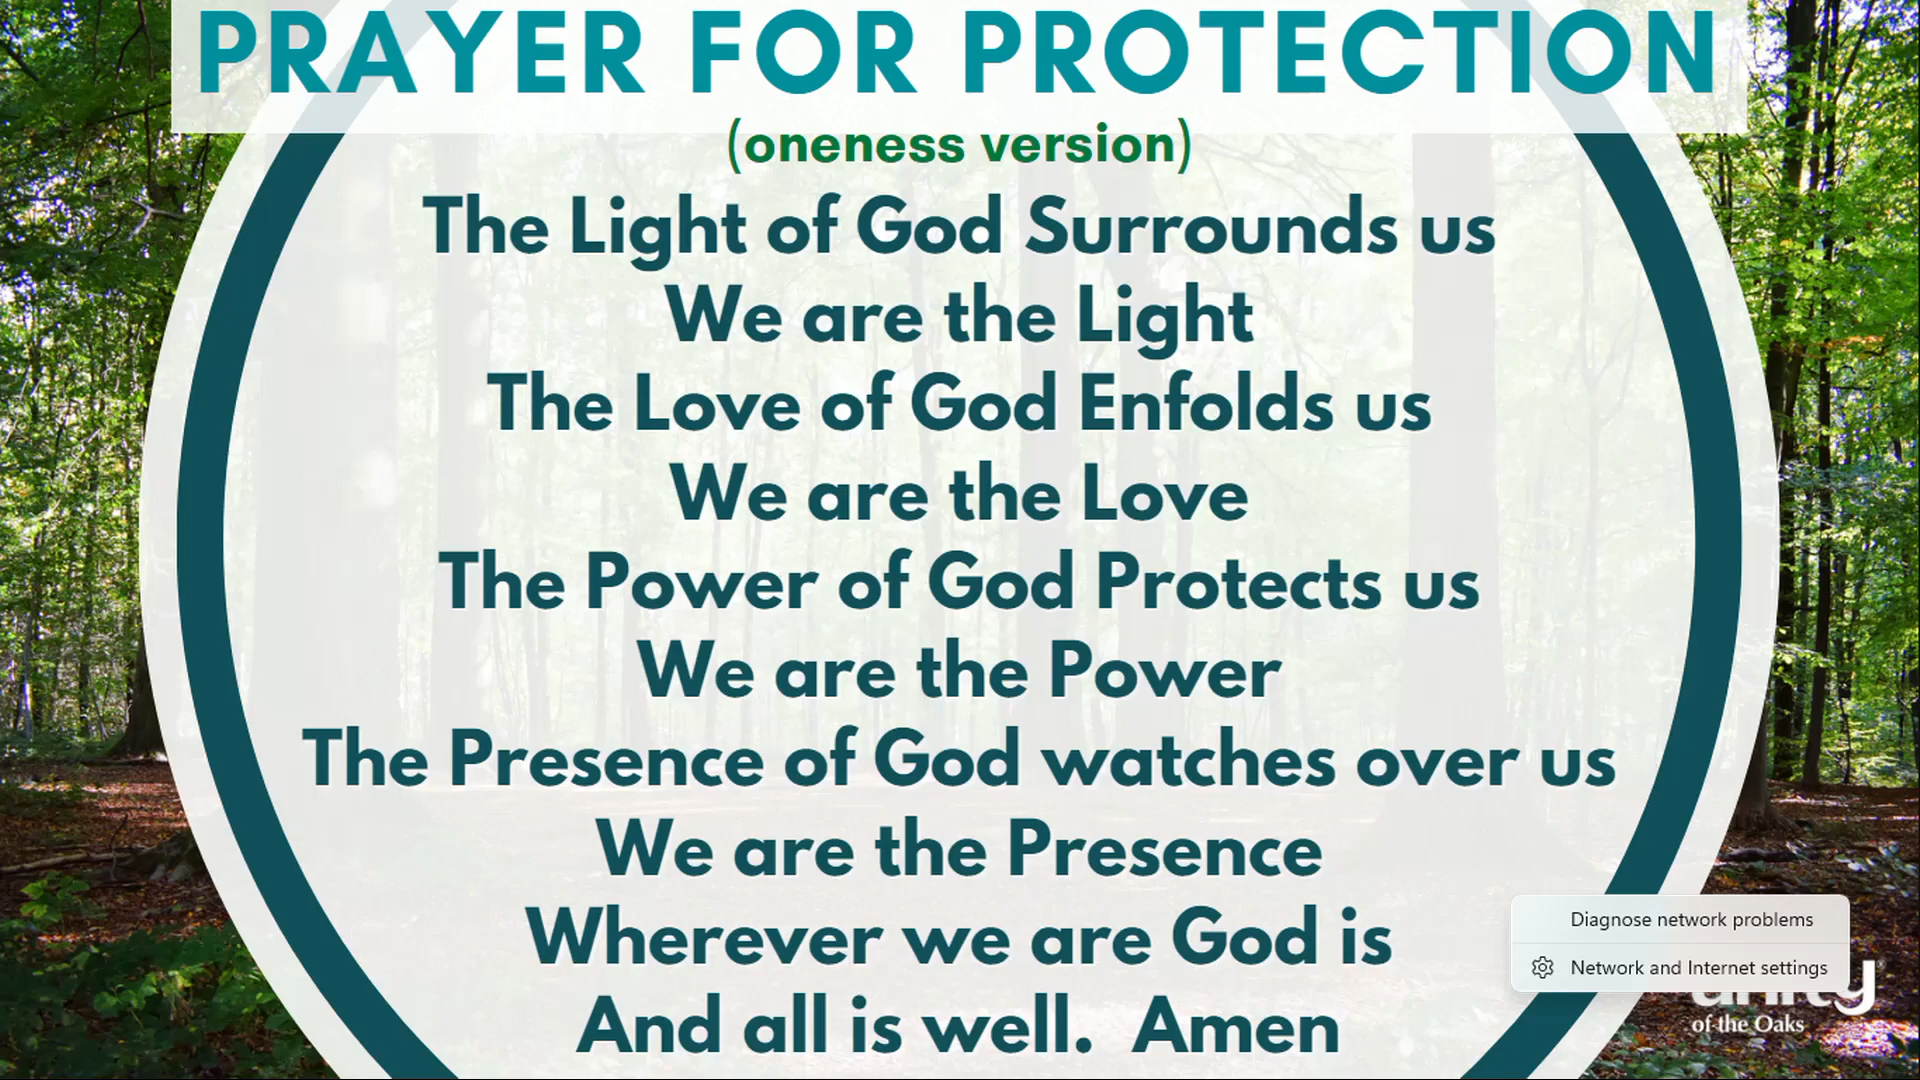 PRAYER FOR PROTECTION
(oneness version)
The Light of God Surrounds us
We are the Light
The Love of God Enfolds us
We are the Love
The Power of God Protects us
We are the Power
The Presence of God watches over us
We are the Presence
Wherever we are God is
And all is well. Amen
Diagnose network problems
Network and Internet settings
unity
of the Oaks